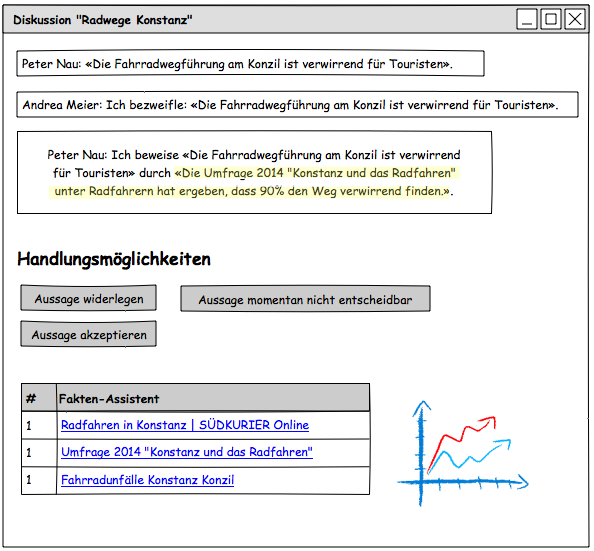 Diskussion "Radwege Konstanz"
Peter Nau: «Die Fahrradwegführung am Konzil ist verwirrend für Touristen».
Andrea Meier: Ich bezweifle: «Die Fahrradwegführung am Konzil ist verwirrend für Touristen».
Peter Nau: Ich beweise «Die Fahrradwegführung am Konzil ist verwirrend
für Touristen» durch «Die Umfrage 2014 "Konstanz und das Radfahren"
unter Radfahrern hat ergeben, dass 90% den Weg verwirrend finden.».
Handlungsmöglichkeiten
Aussage widerlegen
Aussage momentan nicht entscheidbar
Aussage akzeptieren
# Fakten-Assistent
1 Radfahren in Konstanz | SÜDKURIER Online
1 Umfrage 2014 "Konstanz und das Radfahren"
1 Fahrradunfälle Konstanz Konzil